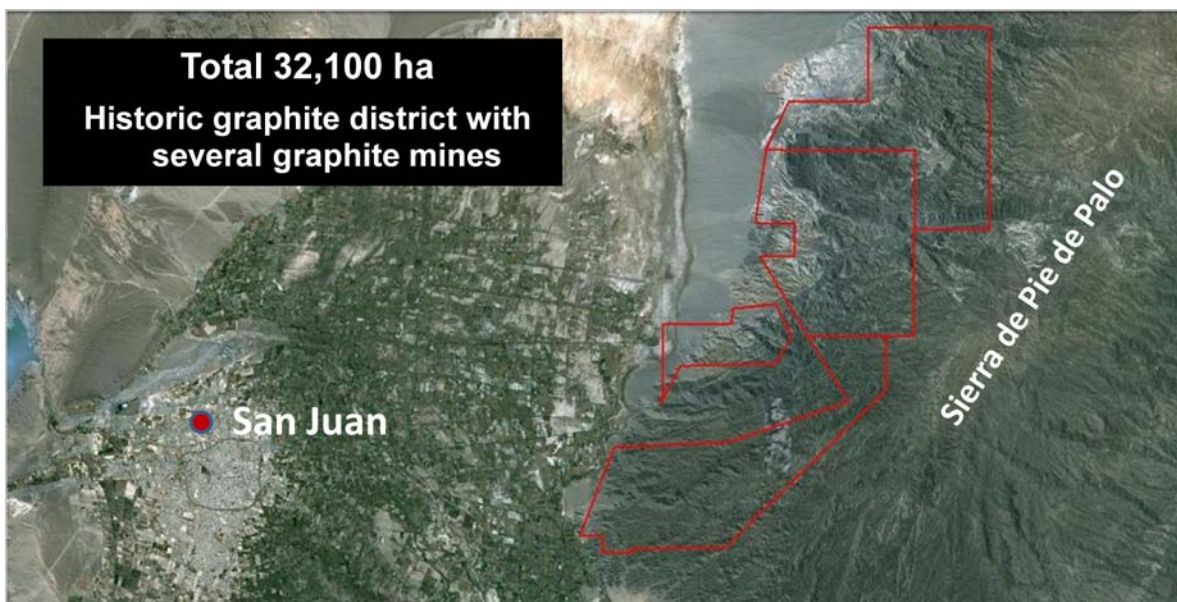 Total 32,100 ha
Historic graphite district with
several graphite mines
Sierra de Pie de Palo
San Juan